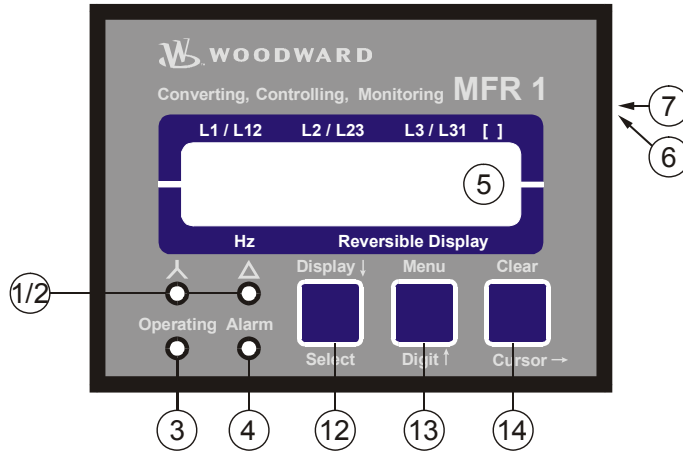 WOODWARD
Converting, Controlling, Monitoring MFR 1
7
L1 / L12 L2 / L23 L3 / L31 [ ]
6
5
Hz Reversible Display
Display ↓ Menu Clear
1/2
Operating Alarm
Select Digit ↑ Cursor →
3 4 12 13 14